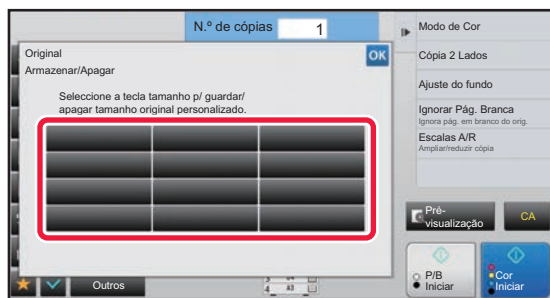 N.º de cópias 1
Original
OK
Armazenar/Apagar
Seleccione a tecla tamanho p/ guardar/
apagar tamanho original personalizado.
Outros
A3
Modo de Cor
Cópia 2 Lados
Ajuste do fundo
Ignorar Pág. Branca
Ignora pág. em branco do orig.
Escalas A/R
Ampliar/reduzir cópia
Pré-
visualização
CA
P/B
Iniciar
Cor
Iniciar